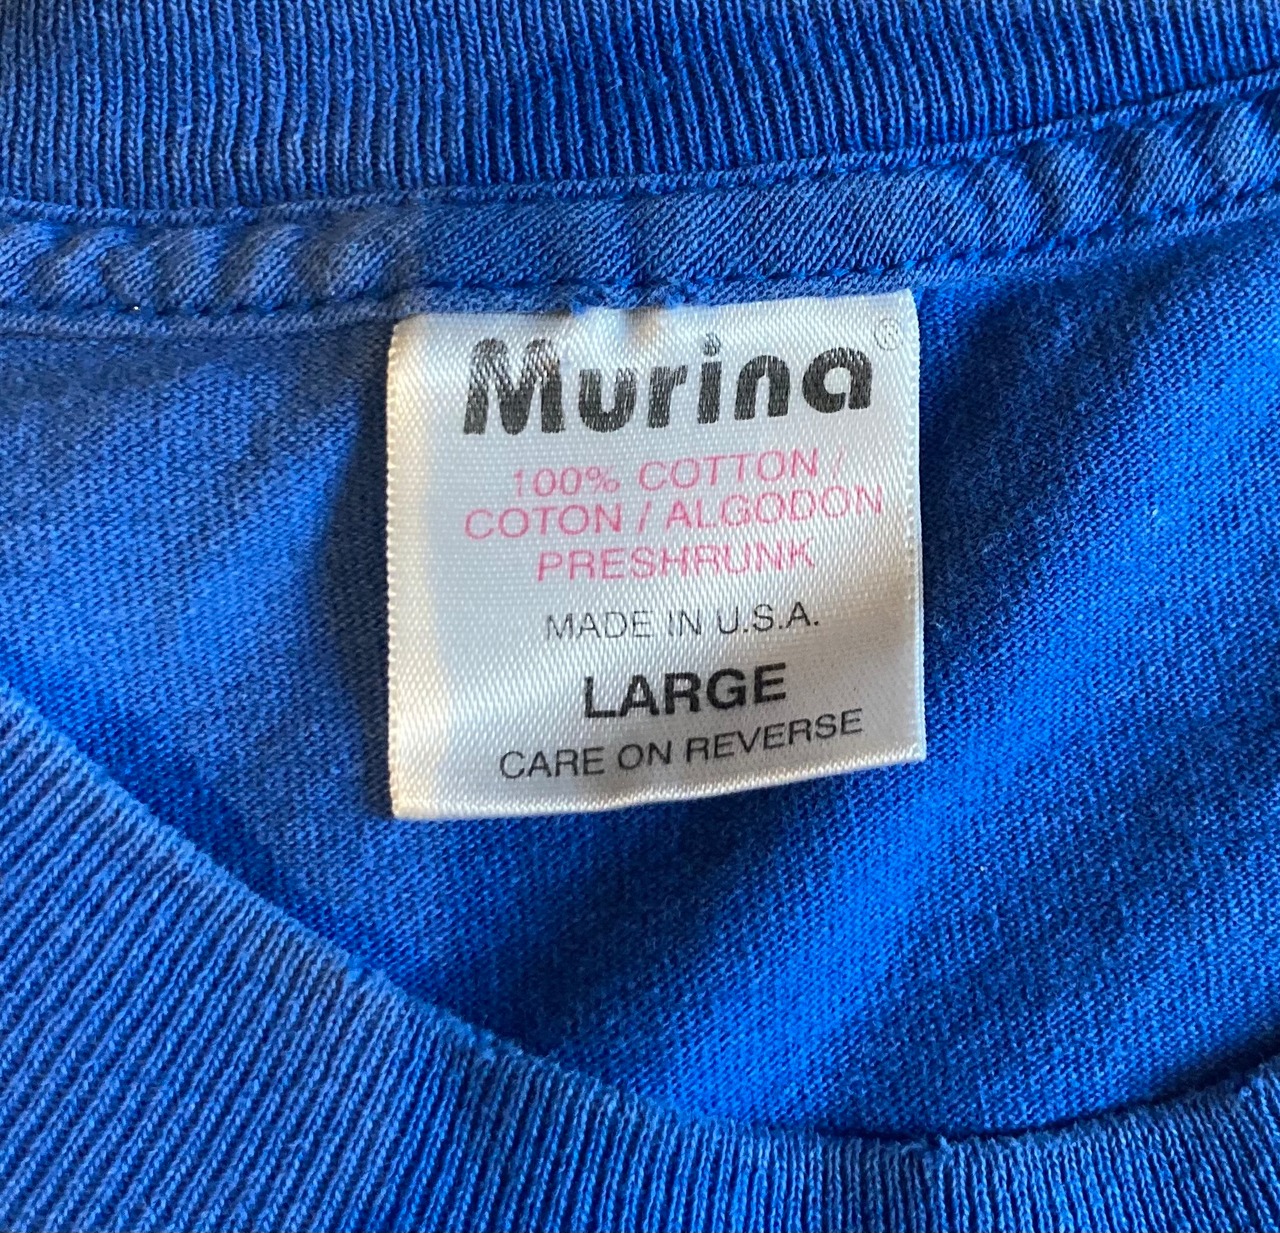 Murina®
100% COTTON /
COTON / ALGODON
PRESHRUNK
MADE IN U.S.A.
LARGE
CARE ON REVERSE